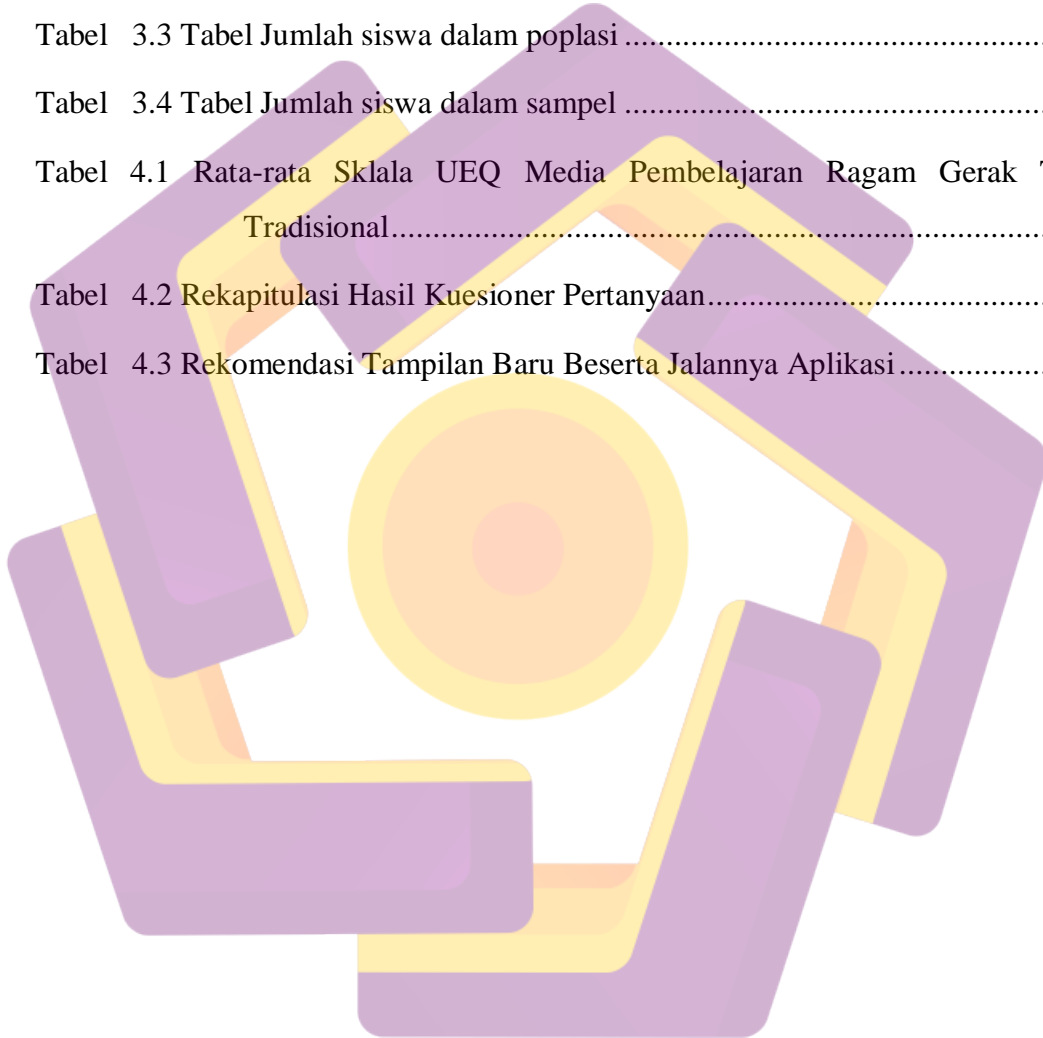 Tabel 3.3 Tabel Jumlah siswa dalam poplasi ................................................
Tabel 3.4 Tabel Jumlah siswa dalam sampel ................................................
Tabel 4.1 Rata-rata Sklala UEQ Media Pembelajaran Ragam Gerak T
Tradisional................................................................................
Tabel 4.2 Rekapitulasi Hasil Kuesioner Pertanyaan.....................................
Tabel 4.3 Rekomendasi Tampilan Baru Beserta Jalannya Aplikasi.................